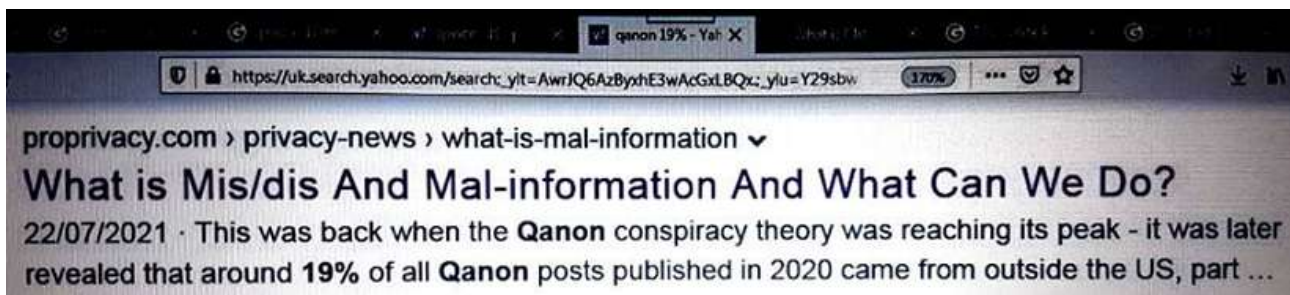 qanon 19% - Yah
https://uk.search.yahoo.com/search;_ylt=AwrJQ6AzByxhE3wAcGxLBQx.;_ylu=Y29sbw
170%
proprivacy.com › privacy-news › what-is-mal-information
What is Mis/dis And Mal-information And What Can We Do?
22/07/2021 · This was back when the Qanon conspiracy theory was reaching its peak - it was later
revealed that around 19% of all Qanon posts published in 2020 came from outside the US, part ...